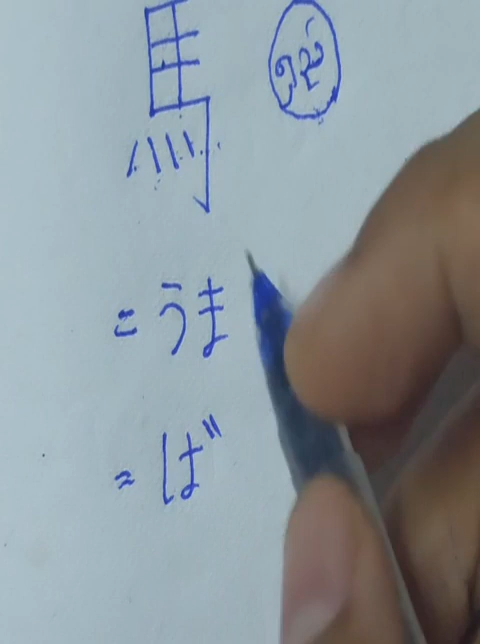 馬
= うま
= ば